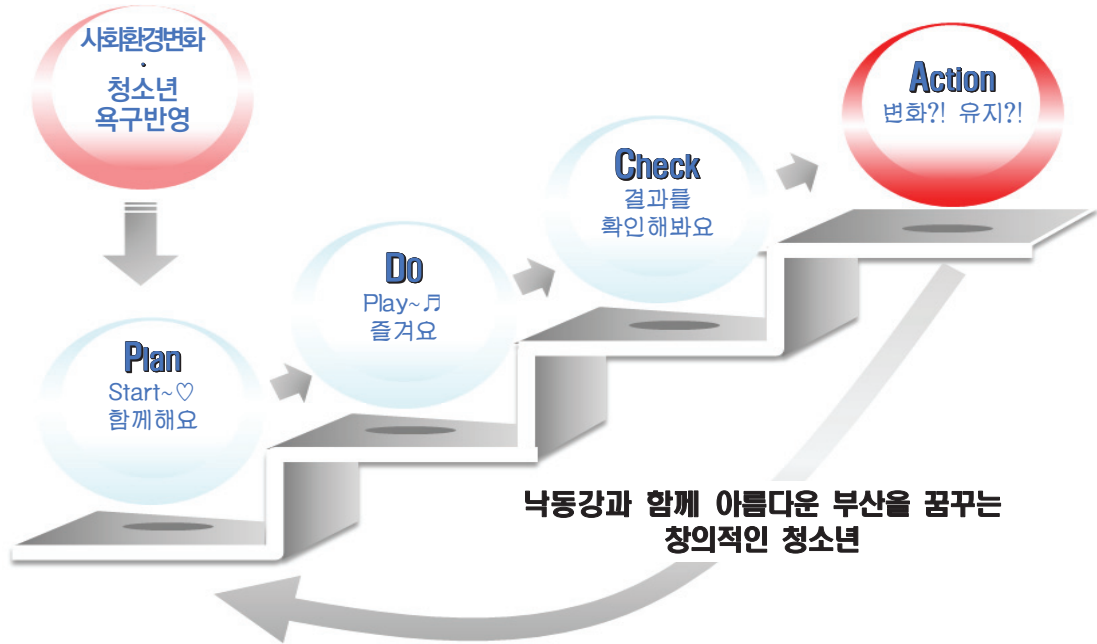 사회환경변화
·
청소년
욕구반영
Plan
Start~♡
함께해요
Do
Play~♬
즐겨요
Check
결과를
확인해봐요
Action
변화?! 유지?!
낙동강과 함께 아름다운 부산을 꿈꾸는
창의적인 청소년